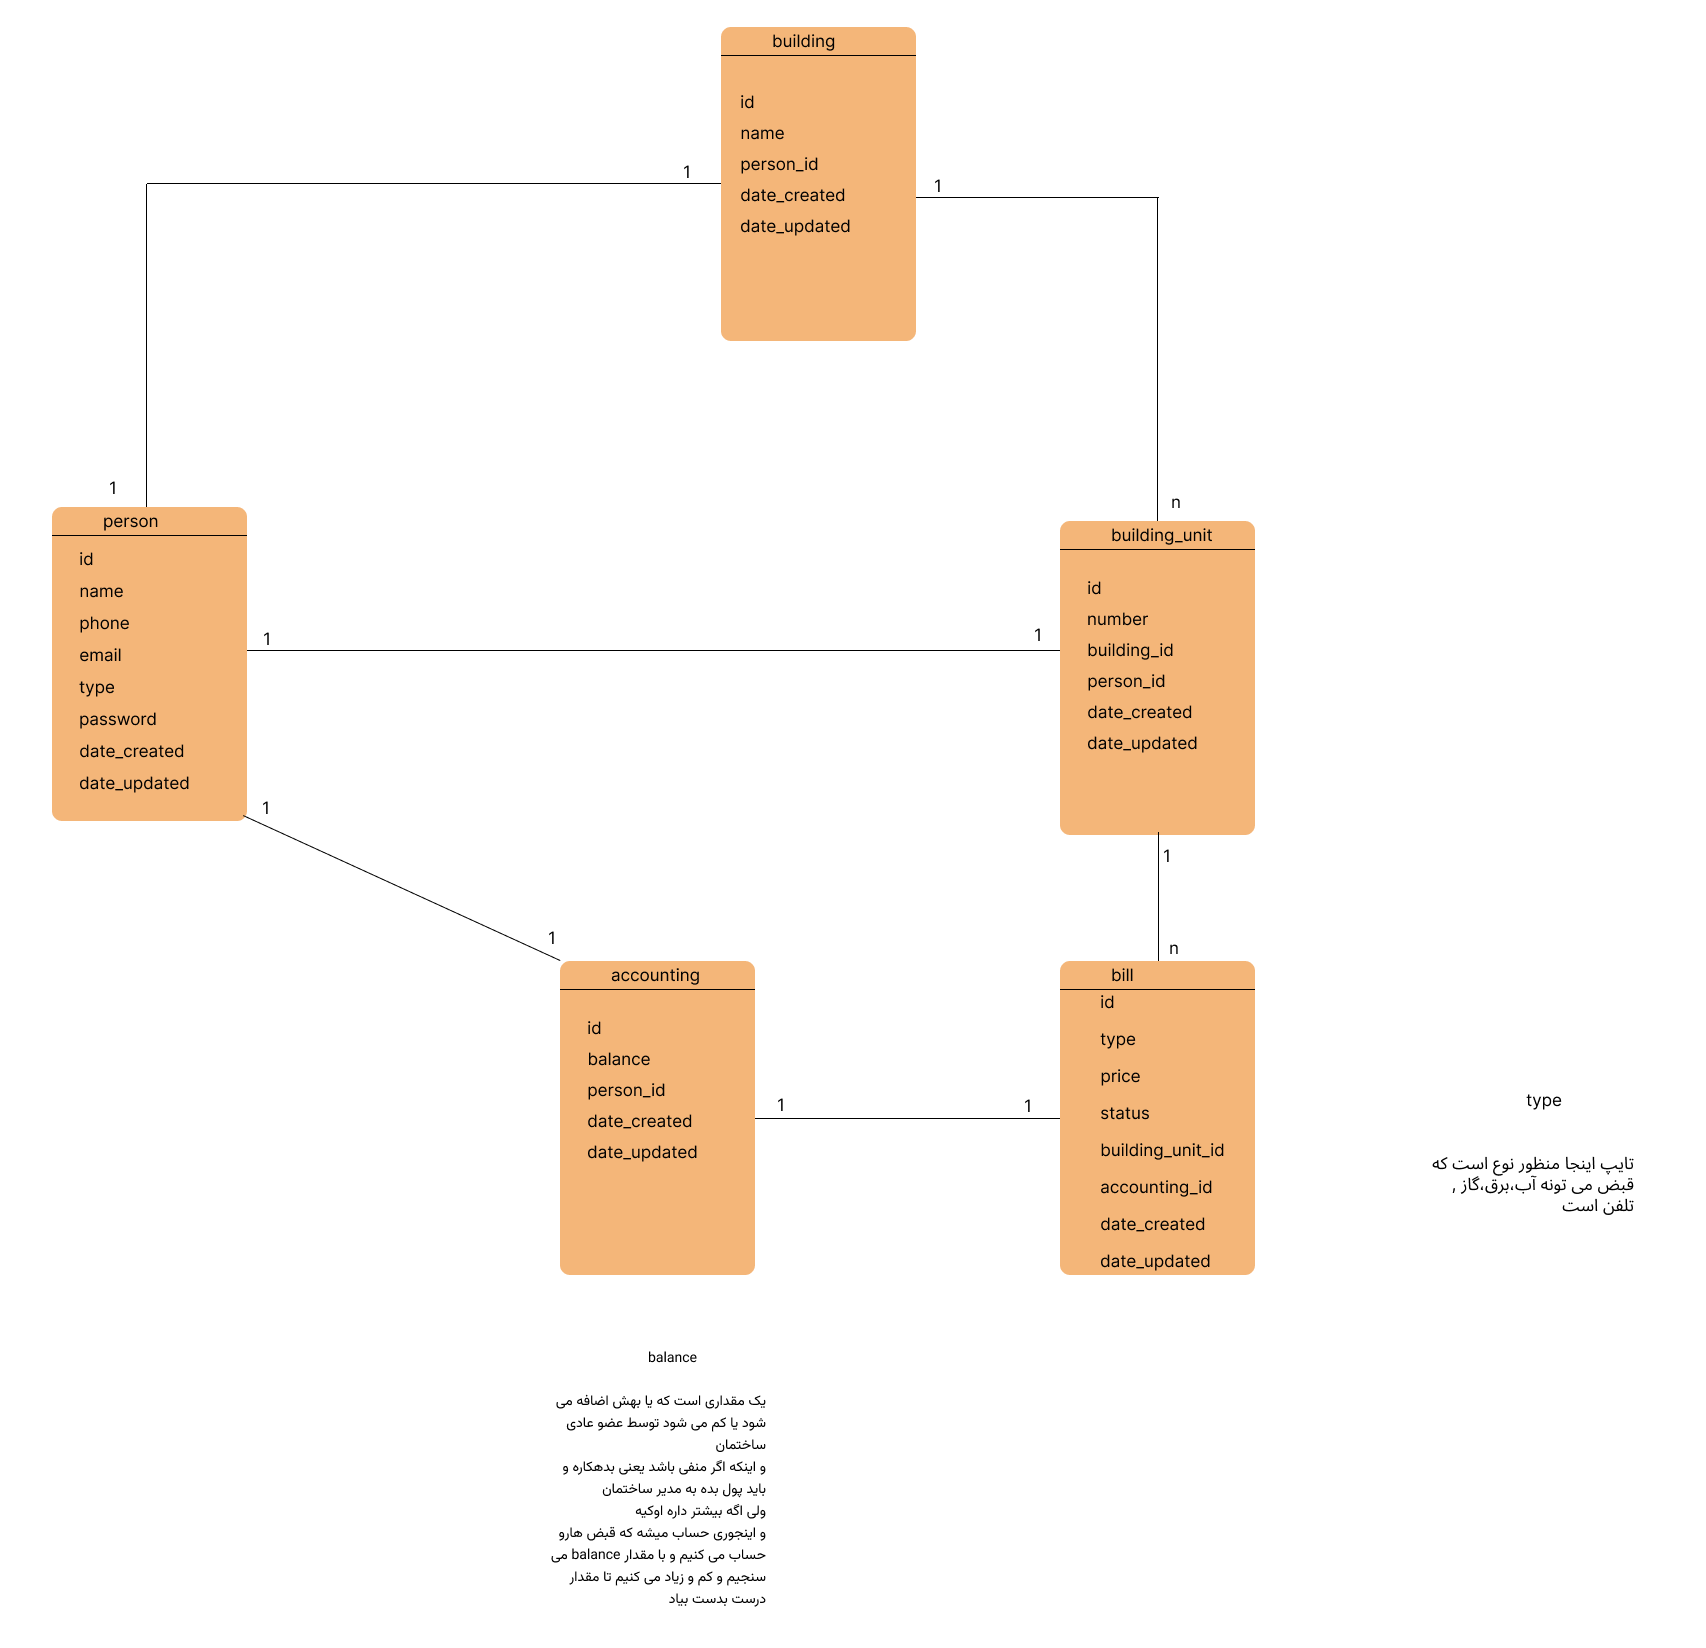 building
id
name
person_id
date_created
date_updated
1
1
1
n
person
id
name
phone
email
type
password
date_created
date_updated
1
1
building_unit
id
number
building_id
person_id
date_created
date_updated
1
1
1
n
accounting
id
balance
person_id
date_created
date_updated
1
1
bill
id
type
price
status
building_unit_id
accounting_id
date_created
date_updated
type
تایپ اینجا منظور نوع است که
قبض می تونه آب،برق،گاز ,
تلفن است
balance
یک مقداری است که یا بهش اضافه می
شود یا کم می شود توسط عضو عادی
ساختمان
و اینکه اگر منفی باشد یعنی بدهکاره و
باید پول بده به مدیر ساختمان
ولی اگه بیشتر داره اوکیه
و اینجوری حساب میشه که قبض هارو
حساب می کنیم و با مقدار balance می
سنجیم و کم و زیاد می کنیم تا مقدار
درست بدست بیاد